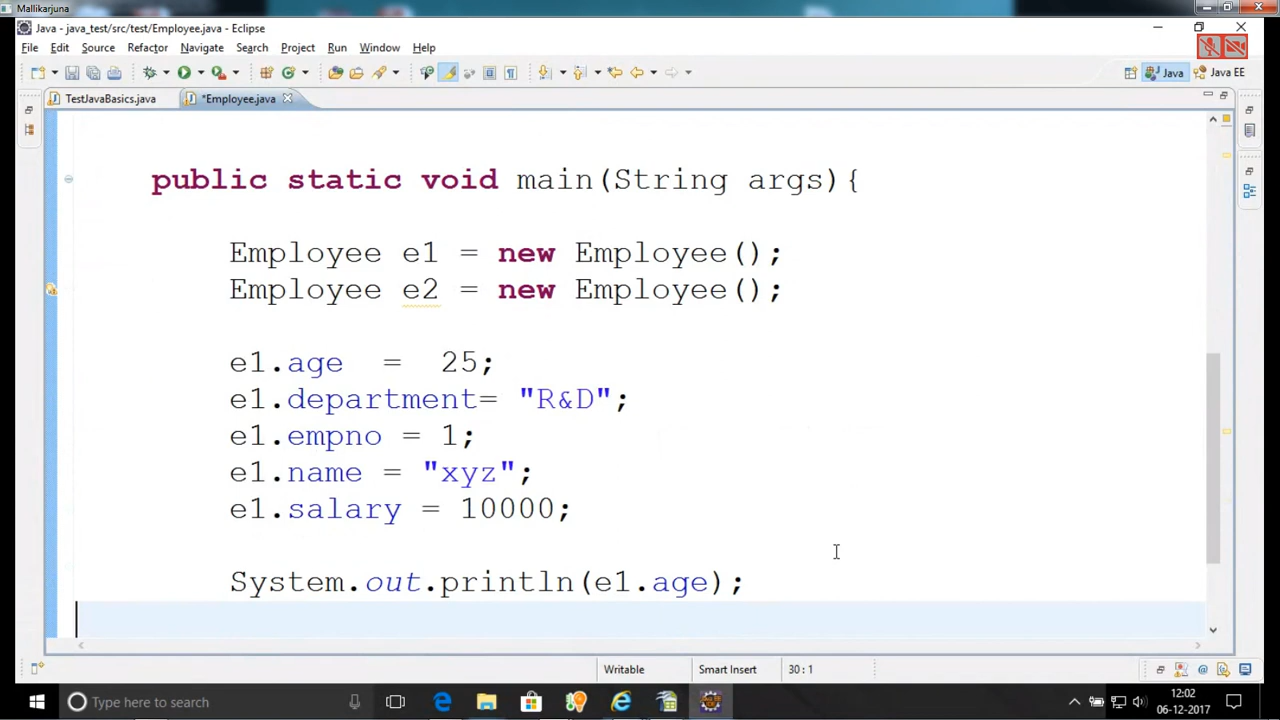 Mallikarjuna
Java - java_test/src/test/Employee.java - Eclipse
File Edit Source Refactor Navigate Search Project Run Window Help
Java Java EE
TestJavaBasics.java *Employee.java
public static void main(String args){
Employee e1 = new Employee();
Employee e2 = new Employee();
e1.age = 25;
e1.department= "R&D";
e1.empno = 1;
e1.name = "xyz";
e1.salary = 10000;
System.out.println(e1.age);
Writable Smart Insert 30 : 1
Type here to search
12:02
06-12-2017